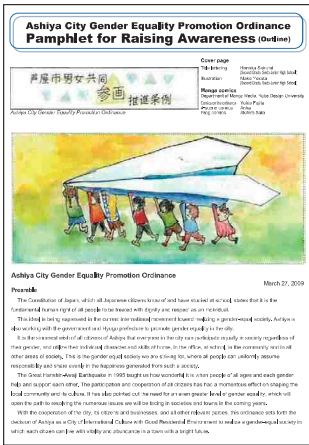 Ashiya City Gender Equality Promotion Ordinance
Pamphlet for Raising Awareness (Outline)
Cover page
Title lettering
Illustration
Manga comics
Department of Manga Media, Kobe Design University
芦屋市男女共同
参画 推進条例
Ashiya City Gender Equality Promotion Ordinance
Ashiya City Gender Equality Promotion Ordinance
March 27, 2009
Preamble
The Constitution of Japan, which all Japanese citizens know of and have studied at school, states that it is the
fundamental human right of all people to be treated with dignity and respect as an individual.
This idea is being expressed in the current international movement toward realizing a gender-equal society. Ashiya is
also working with the government and Hyogo prefecture to promote gender equality in the city.
It is the sincerest wish of all citizens of Ashiya that everyone in the city can participate equally in society regardless of
their gender, and utilize their individual characters and skills at home, in the office, at school, in the community and in all
other areas of society. This is the gender equal society we are striving for, where all people can uniformly assume
responsibility and share evenly in the happiness generated from such a society.
The Great Hanshin-Awaji Earthquake in 1995 taught us how wonderful it is when people of all ages and each gender
help and support each other. The participation and cooperation of all citizens has had a momentous effect on shaping the
local community and its culture. It has also pointed out the need for an even greater level of gender equality, which will
open the path to resolving the numerous issues we will be facing in societies and towns in the coming years.
With the cooperation of the city, its citizens and businesses, and all other relevant parties, this ordinance sets forth the
decision of Ashiya as a City of International Culture with Good Residential Environment to realize a gender-equal society in
which each citizen can live with vitality and abundance in a town with a bright future.